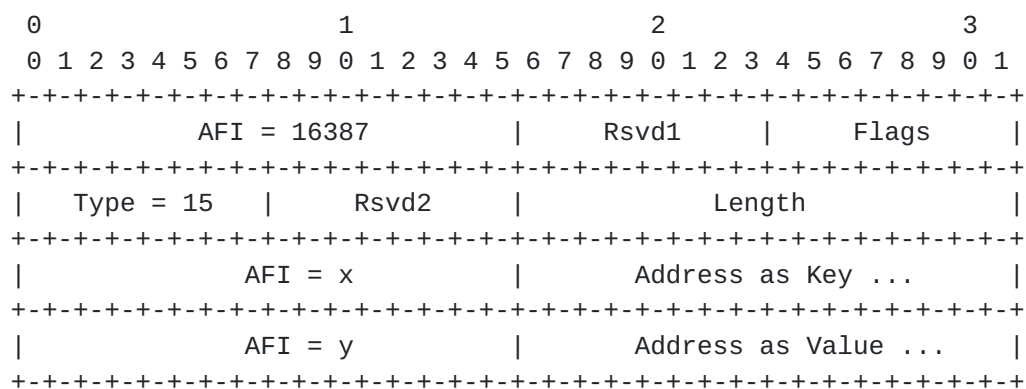 0                   1                   2                   3
 0 1 2 3 4 5 6 7 8 9 0 1 2 3 4 5 6 7 8 9 0 1 2 3 4 5 6 7 8 9 0 1
+-+-+-+-+-+-+-+-+-+-+-+-+-+-+-+-+-+-+-+-+-+-+-+-+-+-+-+-+-+-+-+-+
|           AFI = 16387         |     Rsvd1     |     Flags     |
+-+-+-+-+-+-+-+-+-+-+-+-+-+-+-+-+-+-+-+-+-+-+-+-+-+-+-+-+-+-+-+-+
|   Type = 15   |     Rsvd2     |            Length             |
+-+-+-+-+-+-+-+-+-+-+-+-+-+-+-+-+-+-+-+-+-+-+-+-+-+-+-+-+-+-+-+-+
|              AFI = x          |       Address as Key ...      |
+-+-+-+-+-+-+-+-+-+-+-+-+-+-+-+-+-+-+-+-+-+-+-+-+-+-+-+-+-+-+-+-+
|              AFI = y          |       Address as Value ...    |
+-+-+-+-+-+-+-+-+-+-+-+-+-+-+-+-+-+-+-+-+-+-+-+-+-+-+-+-+-+-+-+-+